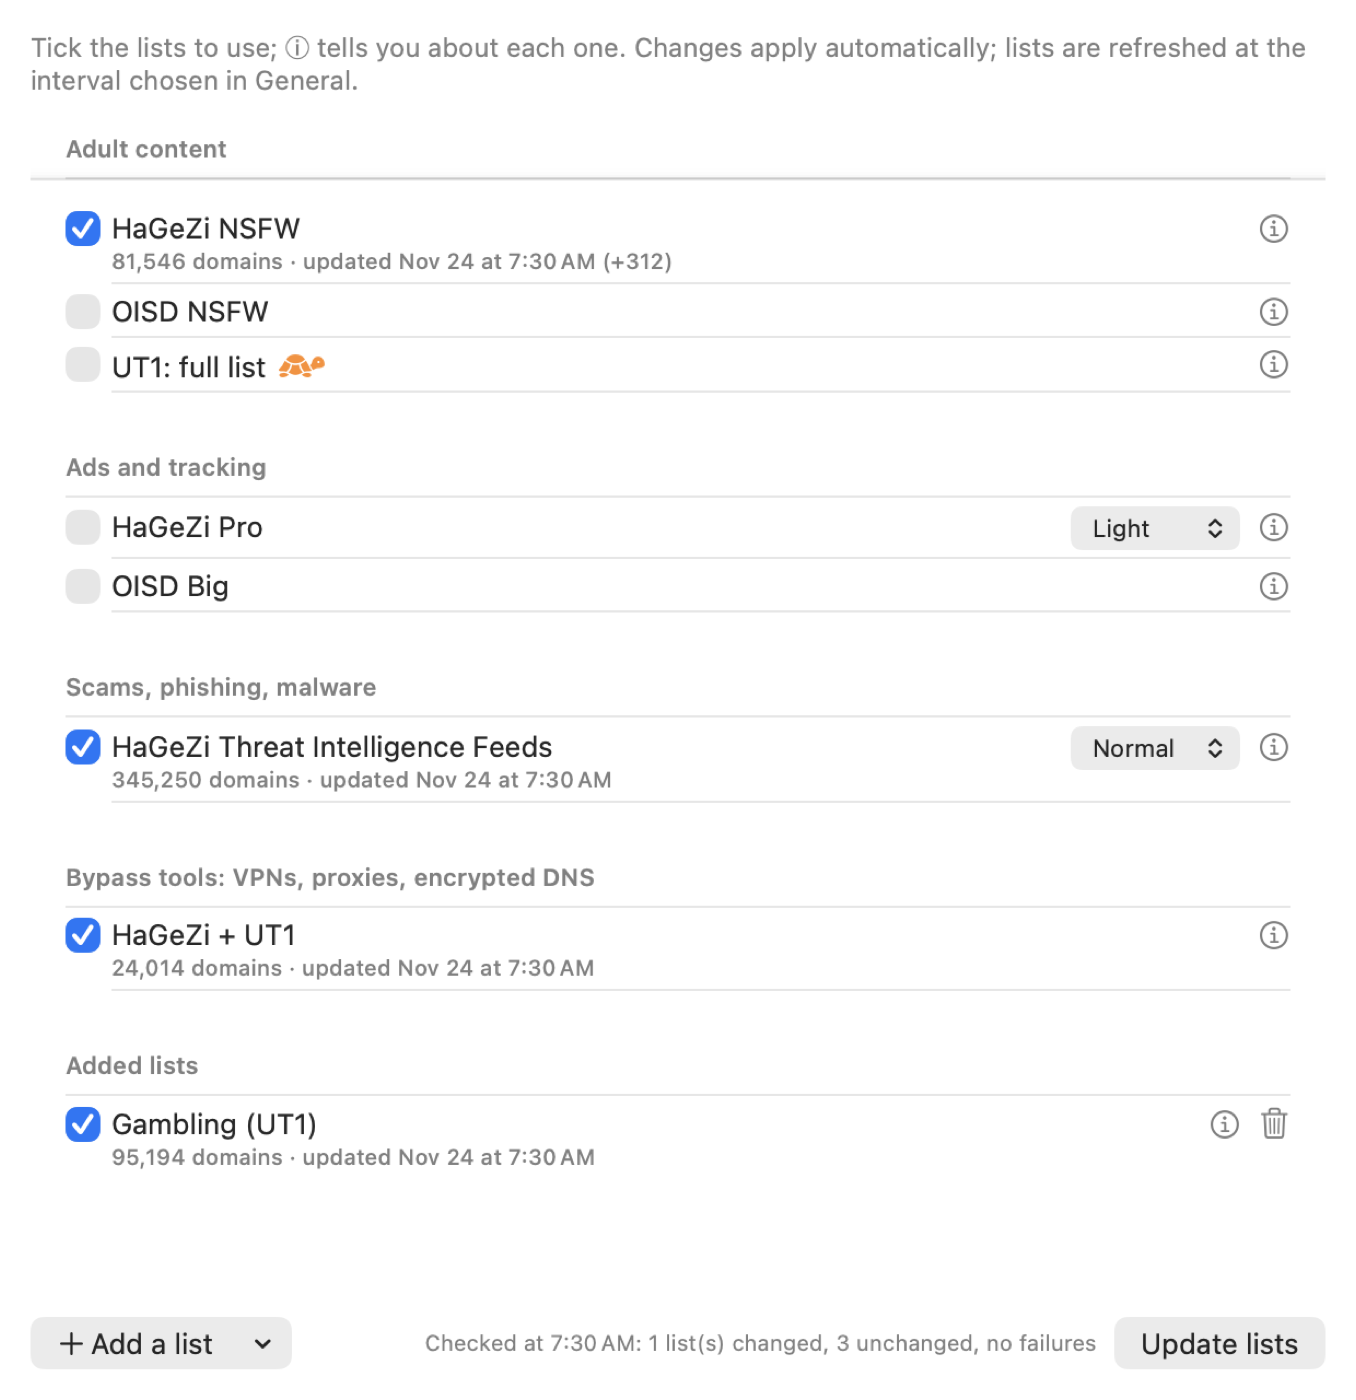 Tick the lists to use; ⓘ tells you about each one. Changes apply automatically; lists are refreshed at the
interval chosen in General.
Adult content
HaGeZi NSFW
81,546 domains · updated Nov 24 at 7:30 AM (+312)
OISD NSFW
UT1: full list
Ads and tracking
HaGeZi Pro
Light
OISD Big
Scams, phishing, malware
HaGeZi Threat Intelligence Feeds
Normal
345,250 domains · updated Nov 24 at 7:30 AM
Bypass tools: VPNs, proxies, encrypted DNS
HaGeZi + UT1
24,014 domains · updated Nov 24 at 7:30 AM
Added lists
Gambling (UT1)
95,194 domains · updated Nov 24 at 7:30 AM
+ Add a list
Checked at 7:30 AM: 1 list(s) changed, 3 unchanged, no failures
Update lists